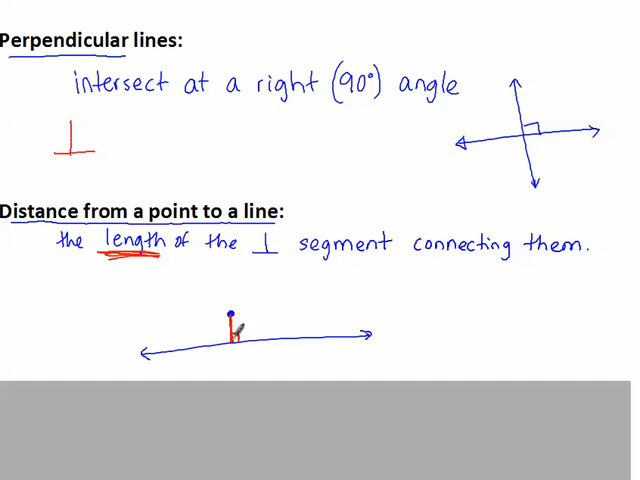 Perpendicular lines:
intersect at a right (90°) angle
⊥
Distance from a point to a line:
the length of the ⊥ segment connecting them.